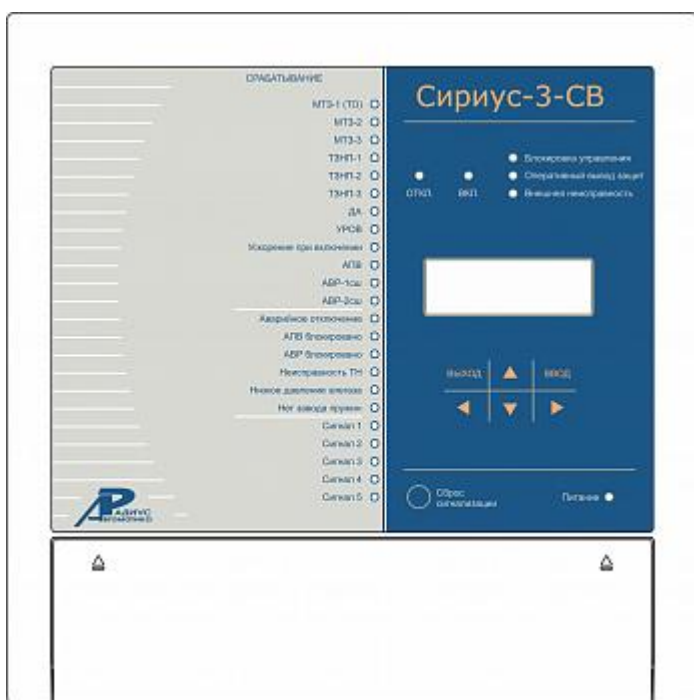 СРАБАТЫВАНИЕ
МТЗ-1 (ТО)
МТЗ-2
МТЗ-3
ТЗНП-1
ТЗНП-2
ТЗНП-3
ДА
УРОВ
Ускорение при включении
АПВ
АВР-1сш
АВР-2сш
Аварийное отключение
АПВ блокировано
АВР блокировано
Неисправность ТН
Низкое давление элегаза
Нет завода пружин
Сигнал 1
Сигнал 2
Сигнал 3
Сигнал 4
Сигнал 5
РАДИУС
АВТОМАТИКА
Сириус-3-СВ
Блокировка управления
Оперативный вывод защит
Внешняя неисправность
ОТКЛ
ВКЛ
ВЫХОД
ВВОД
Сброс
сигнализации
Питание